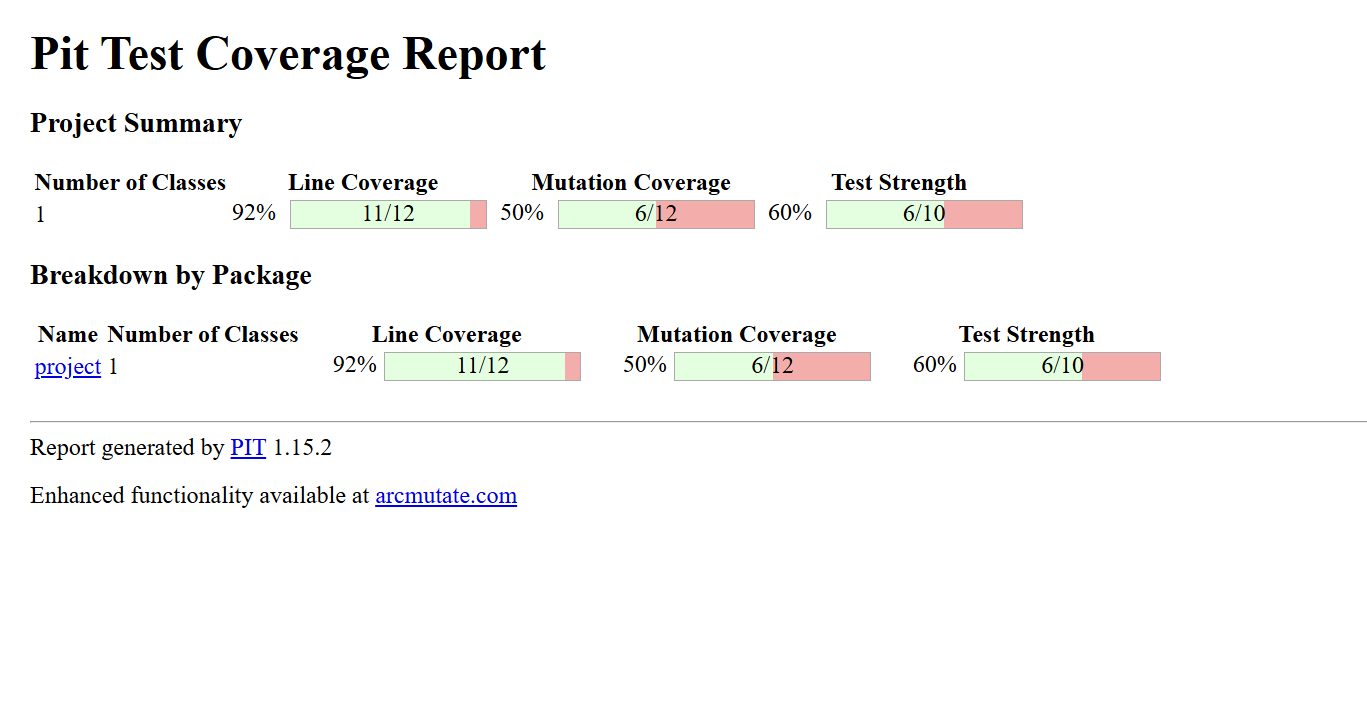 Pit Test Coverage Report
Project Summary
Number of Classes Line Coverage Mutation Coverage Test Strength
1 92% 11/12 50% 6/12 60% 6/10
Breakdown by Package
Name Number of Classes Line Coverage Mutation Coverage Test Strength
project 1 92% 11/12 50% 6/12 60% 6/10
Report generated by PIT 1.15.2
Enhanced functionality available at arcmutate.com